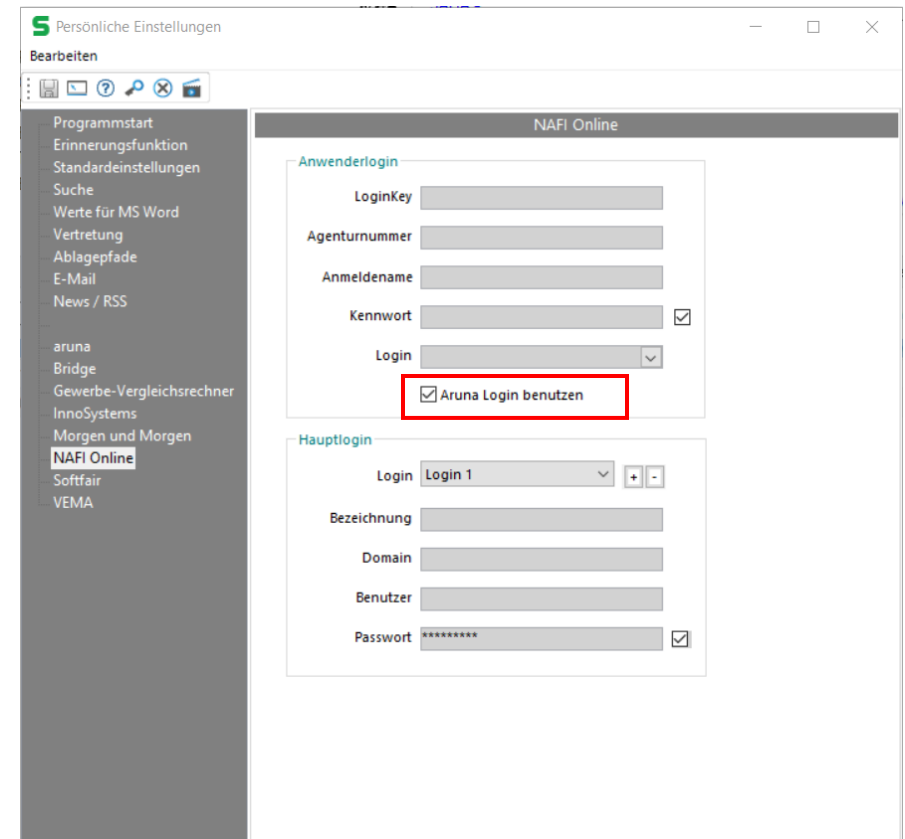 Persönliche Einstellungen
Bearbeiten
Programmstart
Erinnerungsfunktion
Standardeinstellungen
Suche
Werte für MS Word
Vertretung
Ablagepfade
E-Mail
News / RSS
aruna
Bridge
Gewerbe-Vergleichsrechner
InnoSystems
Morgen und Morgen
NAFI Online
Softfair
VEMA
NAFI Online
Anwenderlogin
LoginKey
Agenturnummer
Anmeldename
Kennwort
Login
Aruna Login benutzen
Hauptlogin
Login Login 1 + -
Bezeichnung
Domain
Benutzer
Passwort *********